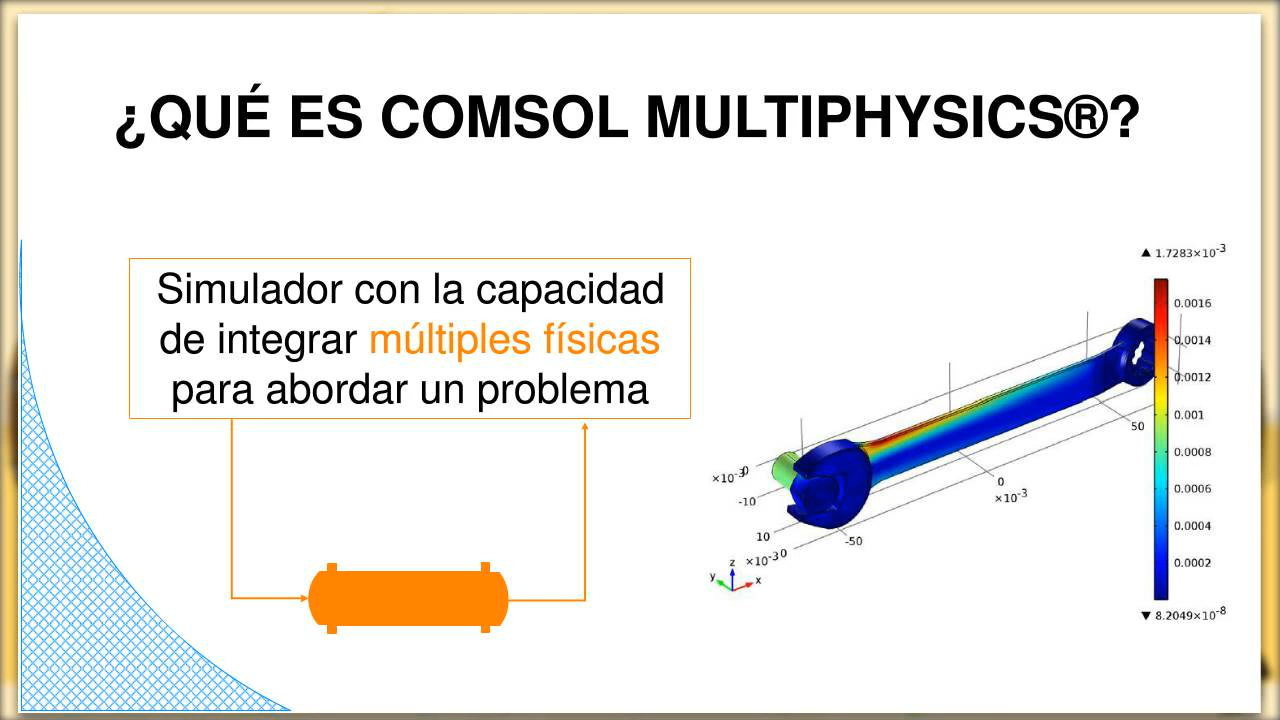 ¿QUÉ ES COMSOL MULTIPHYSICS®?
Simulador con la capacidad
de integrar múltiples físicas
para abordar un problema
▲ 1.7283×10⁻³
0.0016
0.0014
0.0012
0.001
0.0008
0.0006
0.0004
0.0002
▼ 8.2049×10⁻⁸
50
0
×10⁻³
-50
×10⁻³
0
-10
10
×10⁻³
0
z
y
x